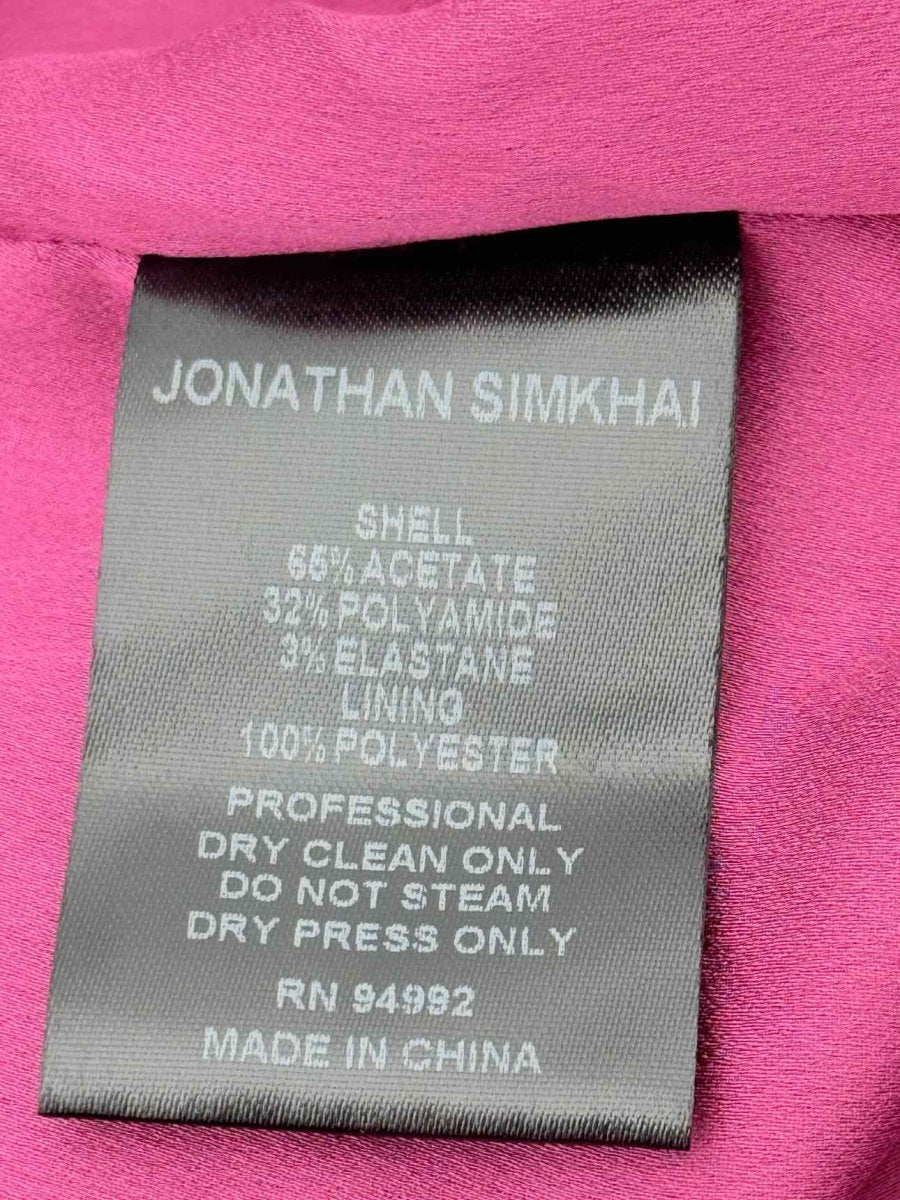 JONATHAN SIMKHAI
SHELL
65% ACETATE
32% POLYAMIDE
3% ELASTANE
LINING
100% POLYESTER
PROFESSIONAL
DRY CLEAN ONLY
DO NOT STEAM
DRY PRESS ONLY
RN 94992
MADE IN CHINA